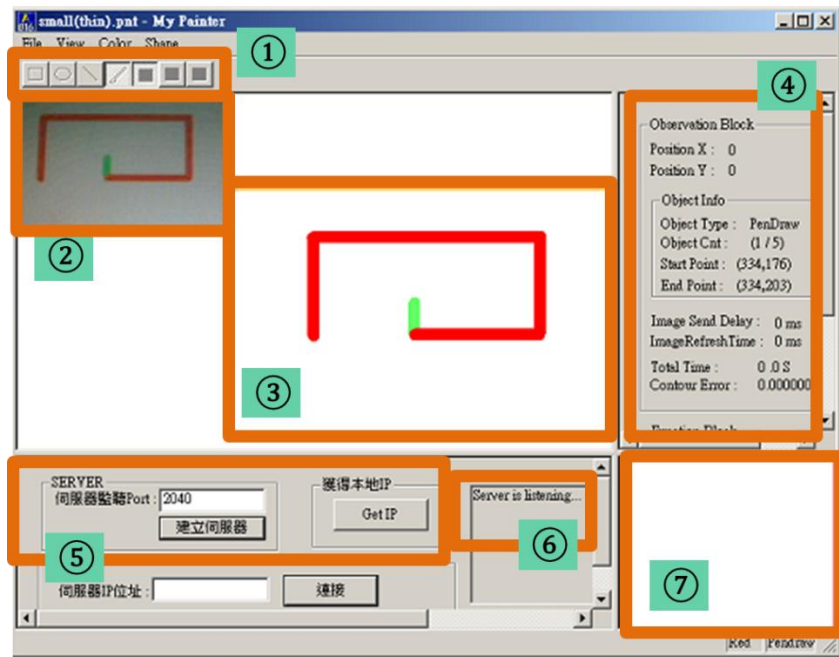 small(thin).pnt - My Painter
File View Color Shape
①
②
③
④
Observation Block
Position X : 0
Position Y : 0
Object Info
Object Type : PenDraw
Object Cnt : (1 / 5)
Start Point : (334,176)
End Point : (334,203)
Image Send Delay : 0 ms
ImageRefreshTime : 0 ms
Total Time : 0 .0 S
Contour Error : 0.000000
Function Block
SERVER
伺服器監聽Port : 2040
建立伺服器
獲得本地IP
Get IP
⑤
伺服器IP位址 :
連接
Server is listening...
⑥
⑦
Red Pendraw